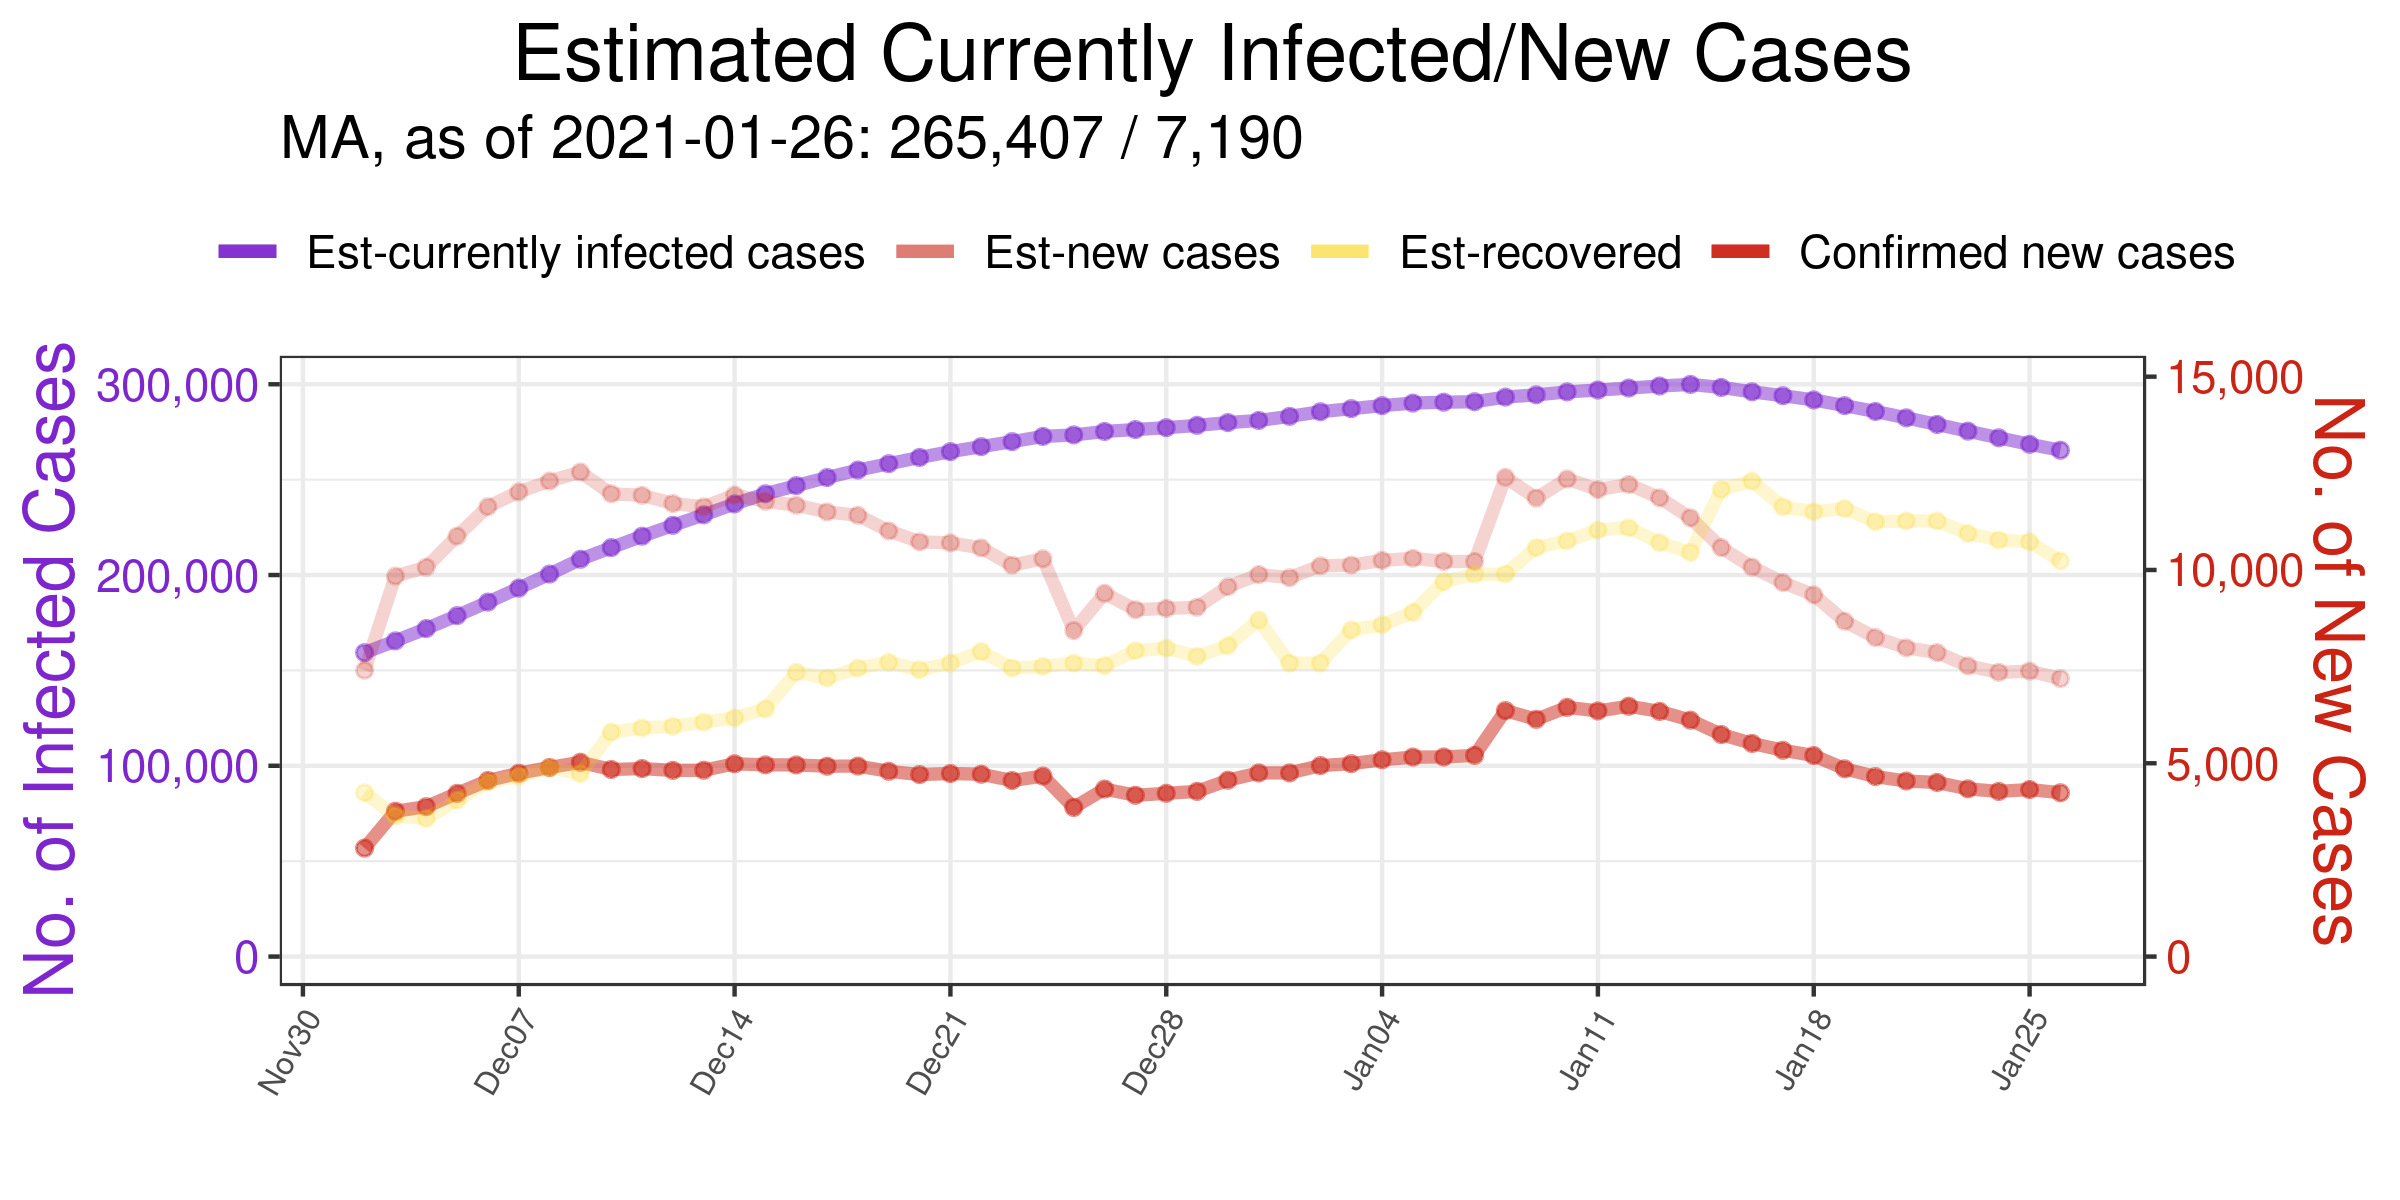 Estimated Currently Infected/New Cases
MA, as of 2021-01-26: 265,407 / 7,190
Est-currently infected cases Est-new cases Est-recovered Confirmed new cases
No. of Infected Cases
300,000
200,000
100,000
0
15,000
10,000
5,000
0
No. of New Cases
Nov30 Dec07 Dec14 Dec21 Dec28 Jan04 Jan11 Jan18 Jan25